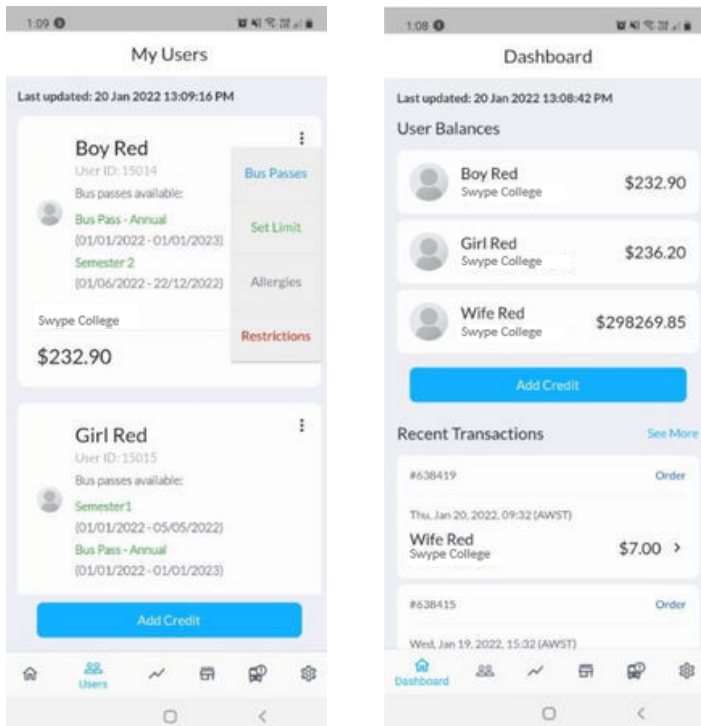 1:09
My Users
Last updated: 20 Jan 2022 13:09:16 PM
Boy Red
User ID: 15014
Bus passes available:
Bus Pass - Annual
(01/01/2022 - 01/01/2023)
Semester 2
(01/06/2022 - 22/12/2022)
Swype College
$232.90
Bus Passes
Set Limit
Allergies
Restrictions
Girl Red
User ID: 15015
Bus passes available:
Semester1
(01/01/2022 - 05/05/2022)
Bus Pass - Annual
(01/01/2022 - 01/01/2023)
Add Credit
Users
1:08
Dashboard
Last updated: 20 Jan 2022 13:08:42 PM
User Balances
Boy Red
Swype College
$232.90
Girl Red
Swype College
$236.20
Wife Red
Swype College
$298269.85
Add Credit
Recent Transactions See More
#638419 Order
Thu, Jan 20, 2022, 09:32 (AWST)
Wife Red
Swype College
$7.00 >
#638415 Order
Wed, Jan 19, 2022, 15:32 (AWST)
Dashboard